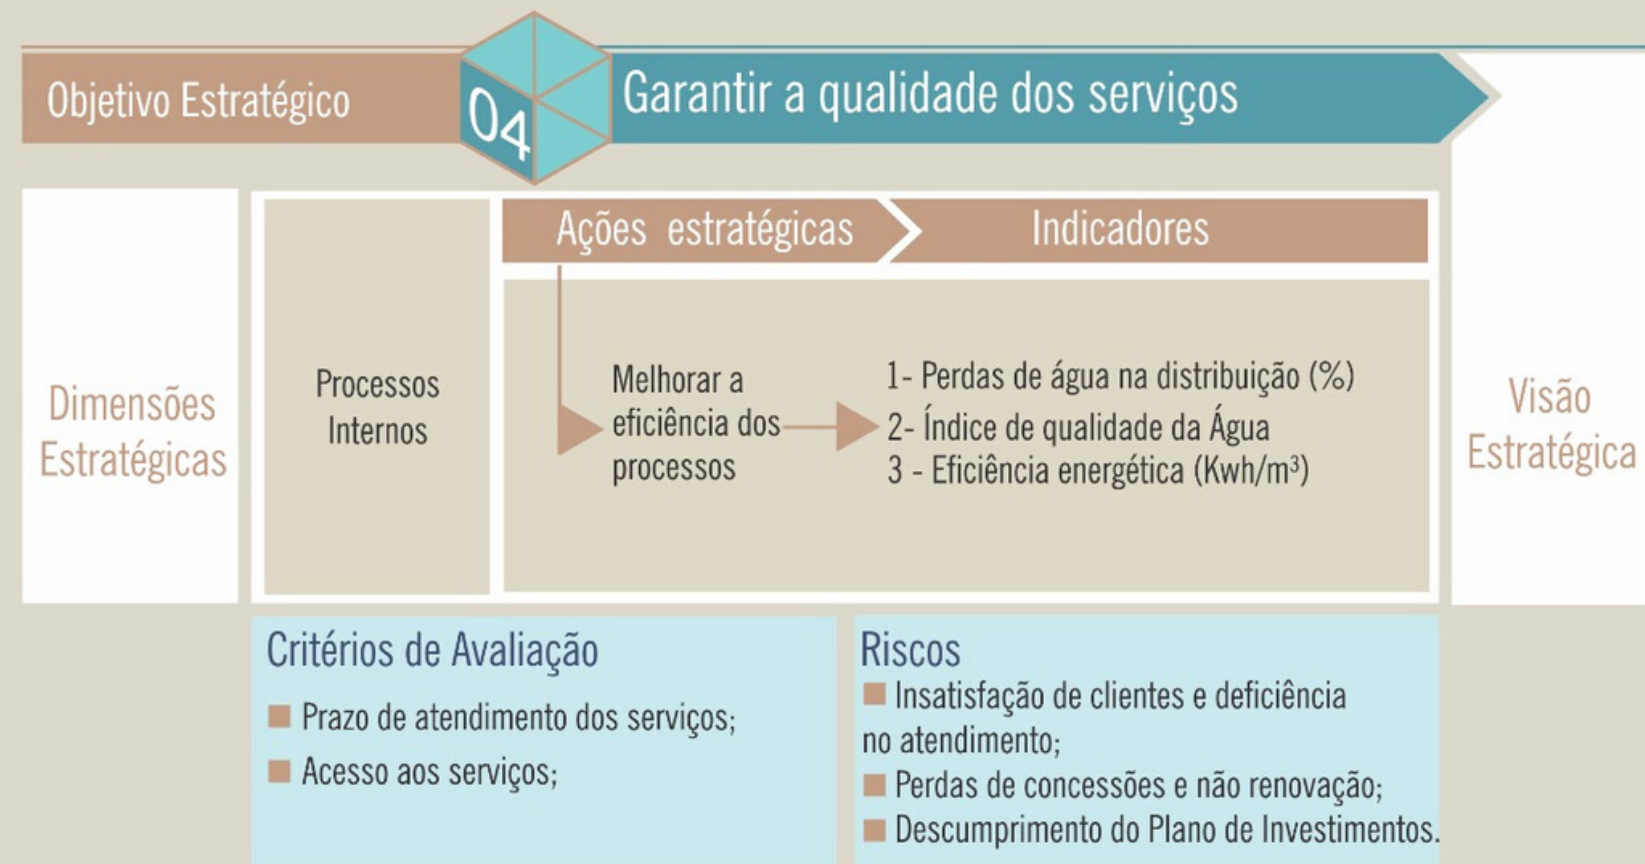 Objetivo Estratégico
04
Garantir a qualidade dos serviços
Dimensões
Estratégicas
Processos
Internos
Ações estratégicas
Indicadores
Melhorar a
eficiência dos
processos
1- Perdas de água na distribuição (%)
2- Índice de qualidade da Água
3 - Eficiência energética (Kwh/m³)
Visão
Estratégica
Critérios de Avaliação
Prazo de atendimento dos serviços;
Acesso aos serviços;
Riscos
Insatisfação de clientes e deficiência
no atendimento;
Perdas de concessões e não renovação;
Descumprimento do Plano de Investimentos.